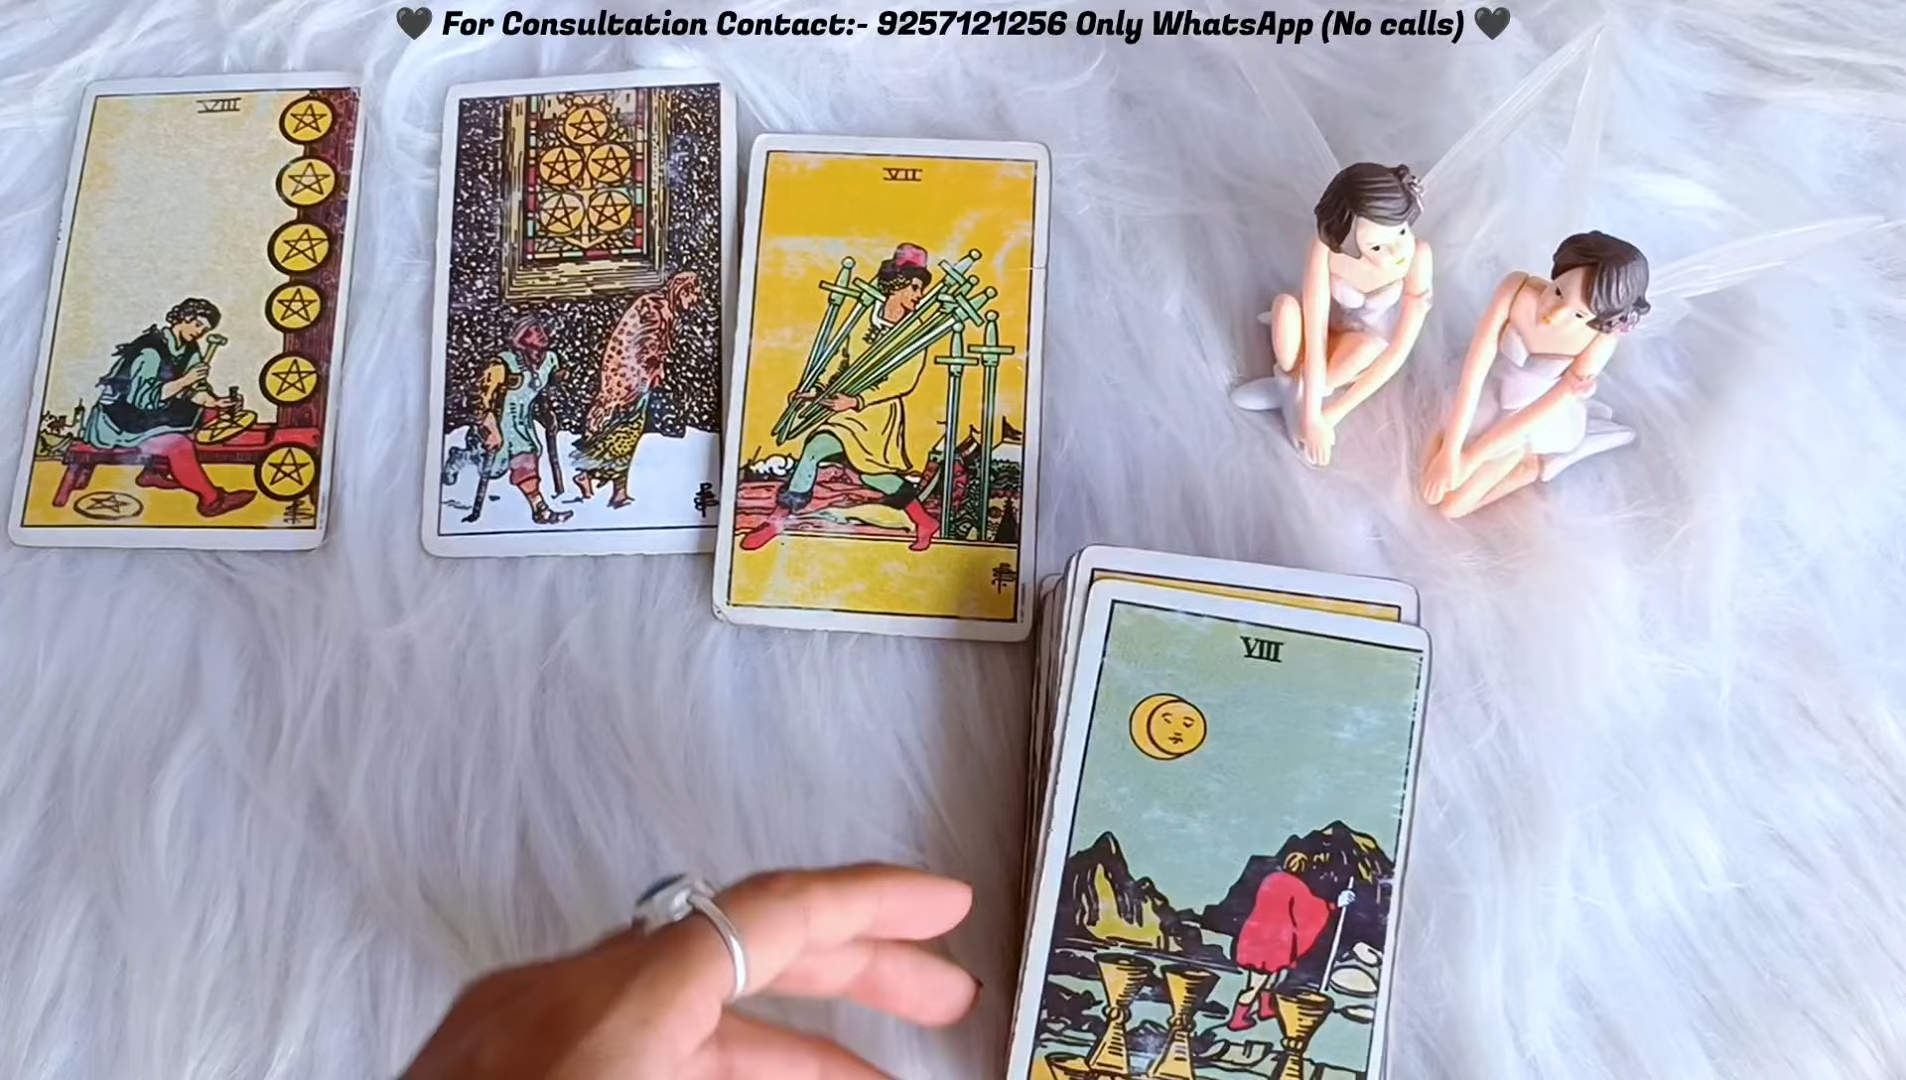 🖤 For Consultation Contact:- 9257121256 Only WhatsApp (No calls) 🖤
VIII
VII
VIII